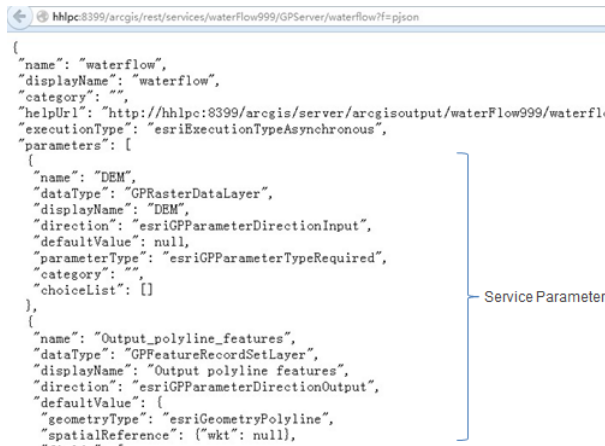 hhlpc:8399/arcgis/rest/services/waterFlow999/GPServer/waterflow?f=pjson
{
"name": "waterflow",
"displayName": "waterflow",
"category": "",
"helpUrl": "http://hhlpc:8399/arcgis/server/arcgisoutput/waterFlow999/waterfl
"executionType": "esriExecutionTypeAsynchronous",
"parameters": [
{
"name": "DEM",
"dataType": "GPRasterDataLayer",
"displayName": "DEM",
"direction": "esriGPParameterDirectionInput",
"defaultValue": null,
"parameterType": "esriGPParameterTypeRequired",
"category": "",
"choiceList": []
},
{
"name": "Output_polyline_features",
"dataType": "GPFeatureRecordSetLayer",
"displayName": "Output polyline features",
"direction": "esriGPParameterDirectionOutput",
"defaultValue": {
"geometryType": "esriGeometryPolyline",
"spatialReference": {"wkt": null},
Service Parameter